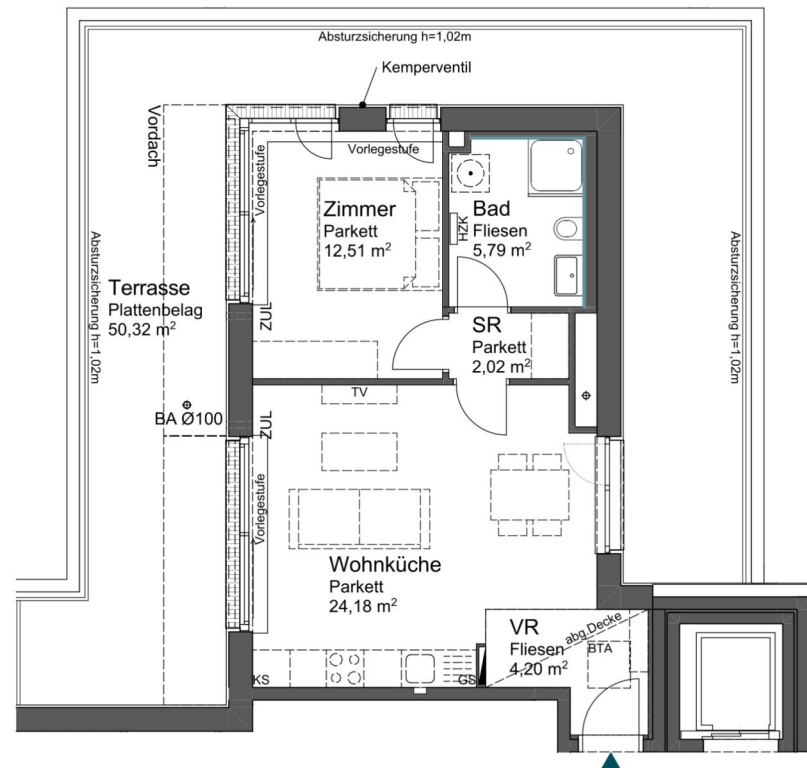 Absturzsicherung h=1,02m
Kemperventil
Vordach
Vorlegestufe
Vorlegestufe
Zimmer
Parkett
12,51 m²
Bad
Fliesen
5,79 m²
HZK
Absturzsicherung h=1,02m
Absturzsicherung h=1,02m
Terrasse
Plattenbelag
50,32 m²
ZUL
SR
Parkett
2,02 m²
TV
BA Ø100
ZUL
Vorlegestufe
Wohnküche
Parkett
24,18 m²
VR
Fliesen
4,20 m²
abg.Decke
BTA
KS
GS